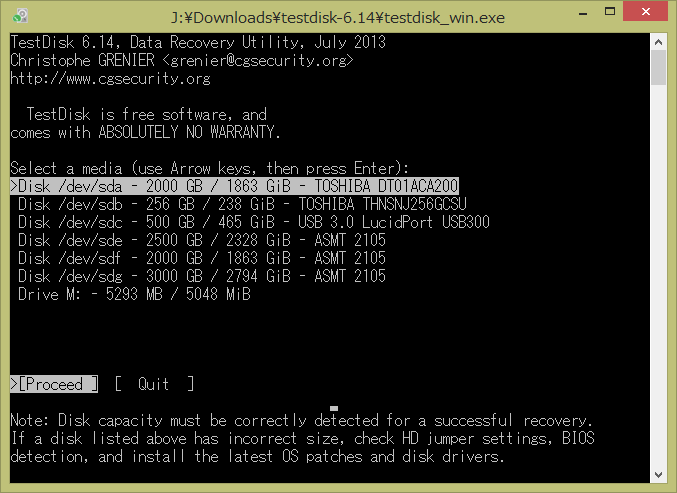 J:¥Downloads¥testdisk-6.14¥testdisk_win.exe
TestDisk 6.14, Data Recovery Utility, July 2013
Christophe GRENIER <grenier@cgsecurity.org>
http://www.cgsecurity.org
TestDisk is free software, and
comes with ABSOLUTELY NO WARRANTY.
Select a media (use Arrow keys, then press Enter):
>Disk /dev/sda - 2000 GB / 1863 GiB - TOSHIBA DT01ACA200
Disk /dev/sdb - 256 GB / 238 GiB - TOSHIBA THNSNJ256GCSU
Disk /dev/sdc - 500 GB / 465 GiB - USB 3.0 LucidPort USB300
Disk /dev/sde - 2500 GB / 2328 GiB - ASMT 2105
Disk /dev/sdf - 2000 GB / 1863 GiB - ASMT 2105
Disk /dev/sdg - 3000 GB / 2794 GiB - ASMT 2105
Drive M: - 5293 MB / 5048 MiB
>[Proceed ]  [  Quit  ]
Note: Disk capacity must be correctly detected for a successful recovery.
If a disk listed above has incorrect size, check HD jumper settings, BIOS
detection, and install the latest OS patches and disk drivers.